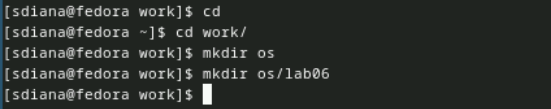 [sdiana@fedora work]$ cd
[sdiana@fedora ~]$ cd work/
[sdiana@fedora work]$ mkdir os
[sdiana@fedora work]$ mkdir os/lab06
[sdiana@fedora work]$